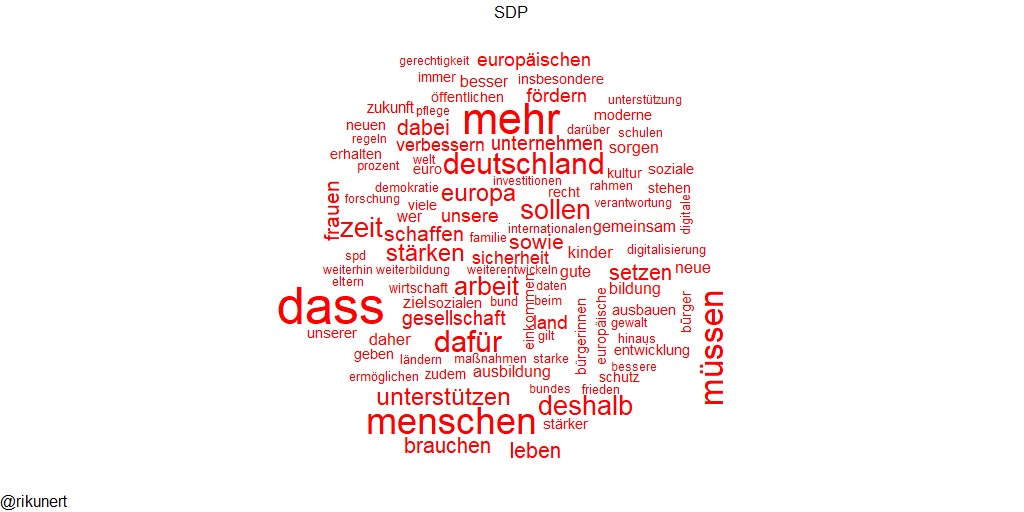 SDP
gerechtigkeit europäischen
immer besser insbesondere
öffentlichen fördern unterstützung
zukunft pflege mehr moderne
neuen dabei darüber schulen
regeln verbessern unternehmen sorgen
erhalten welt deutschland
prozent euro kultur soziale
demokratie investitionen rahmen stehen
forschung europa recht verantwortung
frauen viele sollen digitale
wer unsere
zeit schaffen internationalen gemeinsam
familie sowie
spd stärken sicherheit kinder digitalisierung
weiterhin weiterbildung weiterentwickeln gute setzen neue
eltern wirtschaft arbeit daten bildung
dass ziel sozialen bund beim
gesellschaft einkommen land bürgerinnen europäische ausbauen bürger müssen
gewalt
unserer daher dafür gilt hinaus
geben ländern maßnahmen starke entwicklung
bessere
ermöglichen zudem ausbildung schutz
unterstützen bundes frieden
menschen deshalb
stärker
brauchen leben
@rikunert